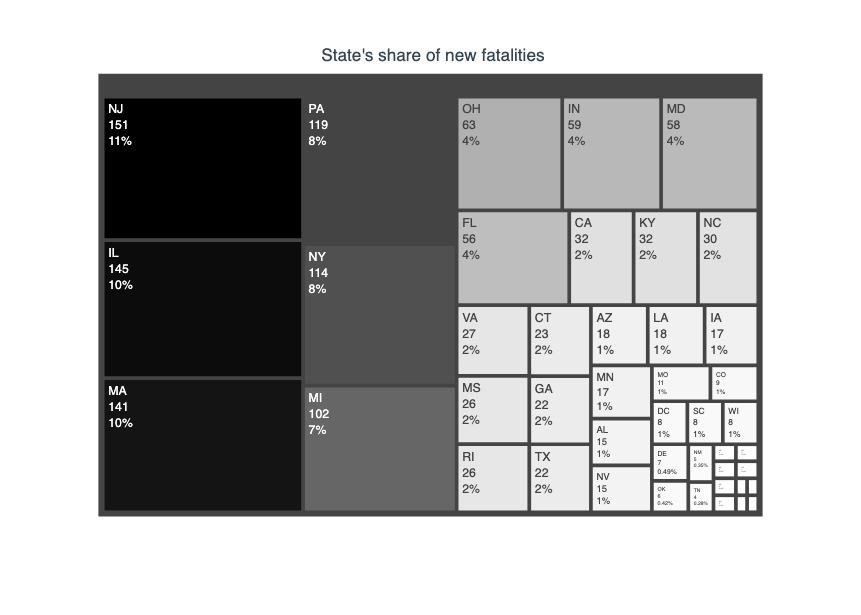 State's share of new fatalities
NJ
151
11%
IL
145
10%
MA
141
10%
PA
119
8%
NY
114
8%
MI
102
7%
OH
63
4%
IN
59
4%
MD
58
4%
FL
56
4%
CA
32
2%
KY
32
2%
NC
30
2%
VA
27
2%
MS
26
2%
RI
26
2%
CT
23
2%
GA
22
2%
TX
22
2%
AZ
18
1%
LA
18
1%
IA
17
1%
MN
17
1%
AL
15
1%
NV
15
1%
MO
11
1%
CO
9
1%
DC
8
1%
SC
8
1%
WI
8
1%
DE
7
0.49%
OK
6
0.42%
NM
5
0.35%
TN
4
0.28%